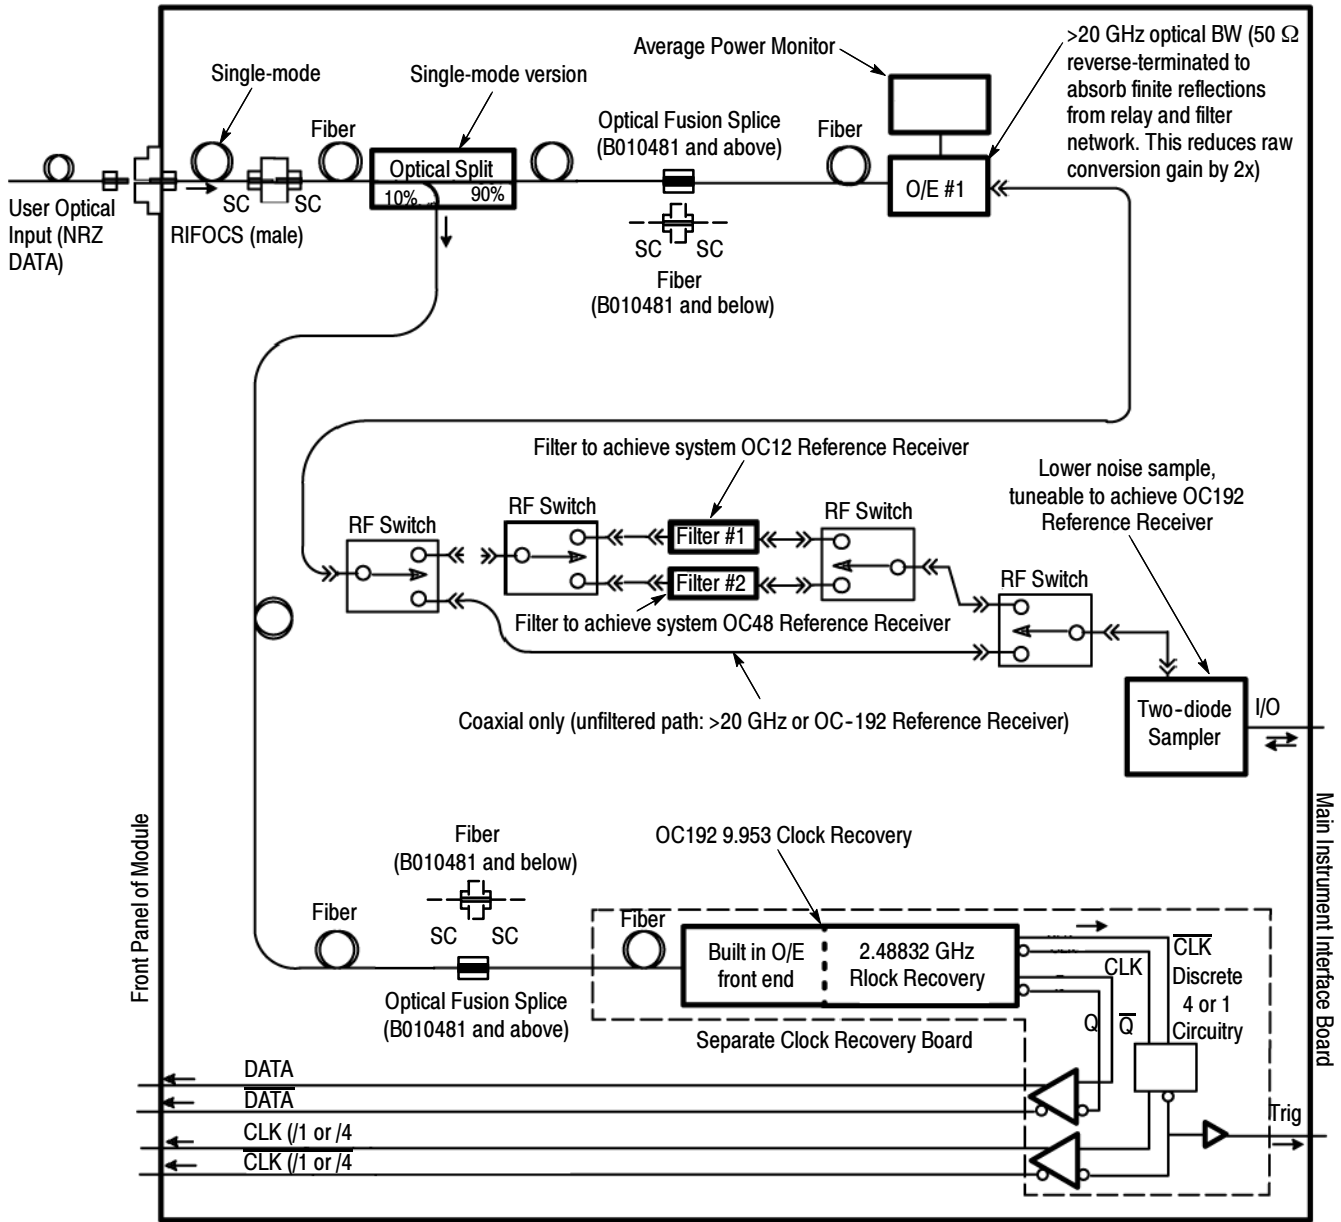 Average Power Monitor
>20 GHz optical BW (50 Ω
reverse-terminated to
absorb finite reflections
from relay and filter
network. This reduces raw
conversion gain by 2x)
Single-mode
Single-mode version
Fiber
Optical Fusion Splice
(B010481 and above)
Fiber
Optical Split
10%
90%
O/E #1
User Optical
Input (NRZ
DATA)
SC
SC
RIFOCS (male)
SC
SC
Fiber
(B010481 and below)
Filter to achieve system OC12 Reference Receiver
Lower noise sample,
tuneable to achieve OC192
Reference Receiver
RF Switch
RF Switch
Filter #1
RF Switch
Filter #2
RF Switch
Filter to achieve system OC48 Reference Receiver
Coaxial only (unfiltered path: >20 GHz or OC-192 Reference Receiver)
Two-diode
Sampler
I/O
Front Panel of Module
Main Instrument Interface Board
Fiber
(B010481 and below)
OC192 9.953 Clock Recovery
Fiber
SC
SC
Fiber
Built in O/E
front end
2.48832 GHz
Rlock Recovery
Optical Fusion Splice
(B010481 and above)
CLK
CLK
Discrete
4 or 1
Circuitry
Q
Q
Separate Clock Recovery Board
DATA
DATA
CLK (/1 or /4
CLK (/1 or /4
Trig